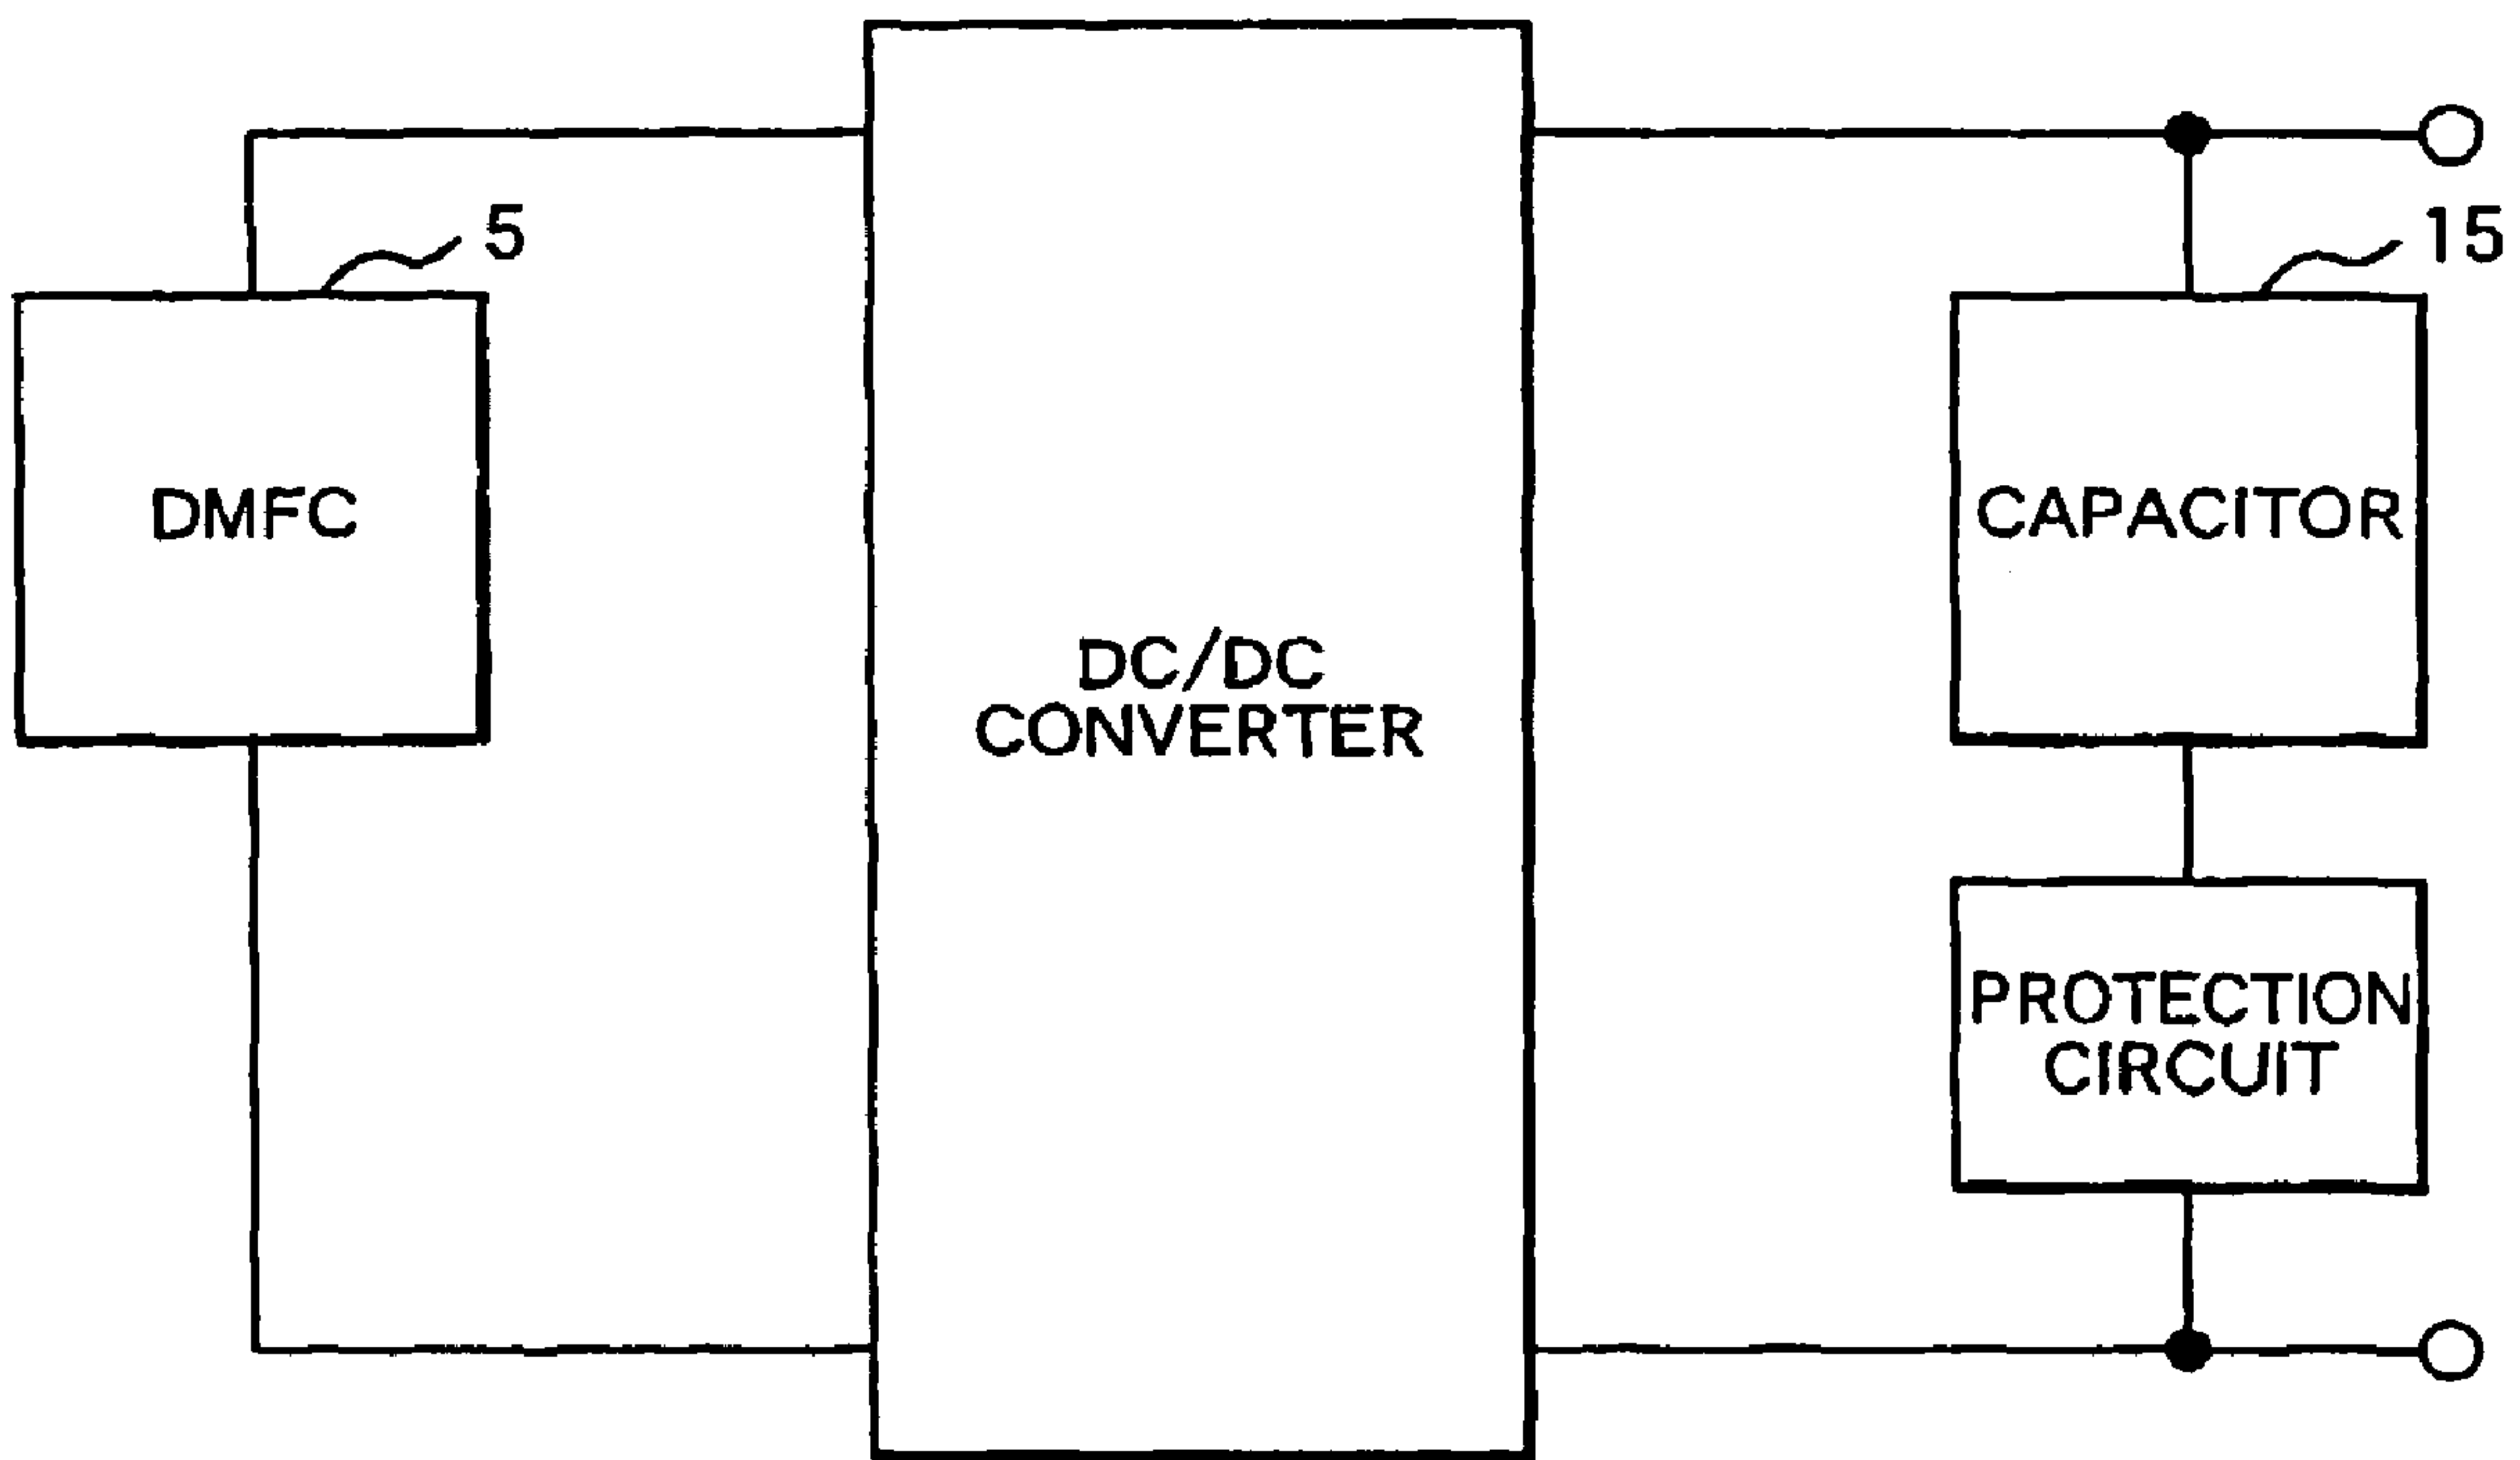 5
15
DMFC
CAPACITOR
DC/DC
CONVERTER
PROTECTION
CIRCUIT